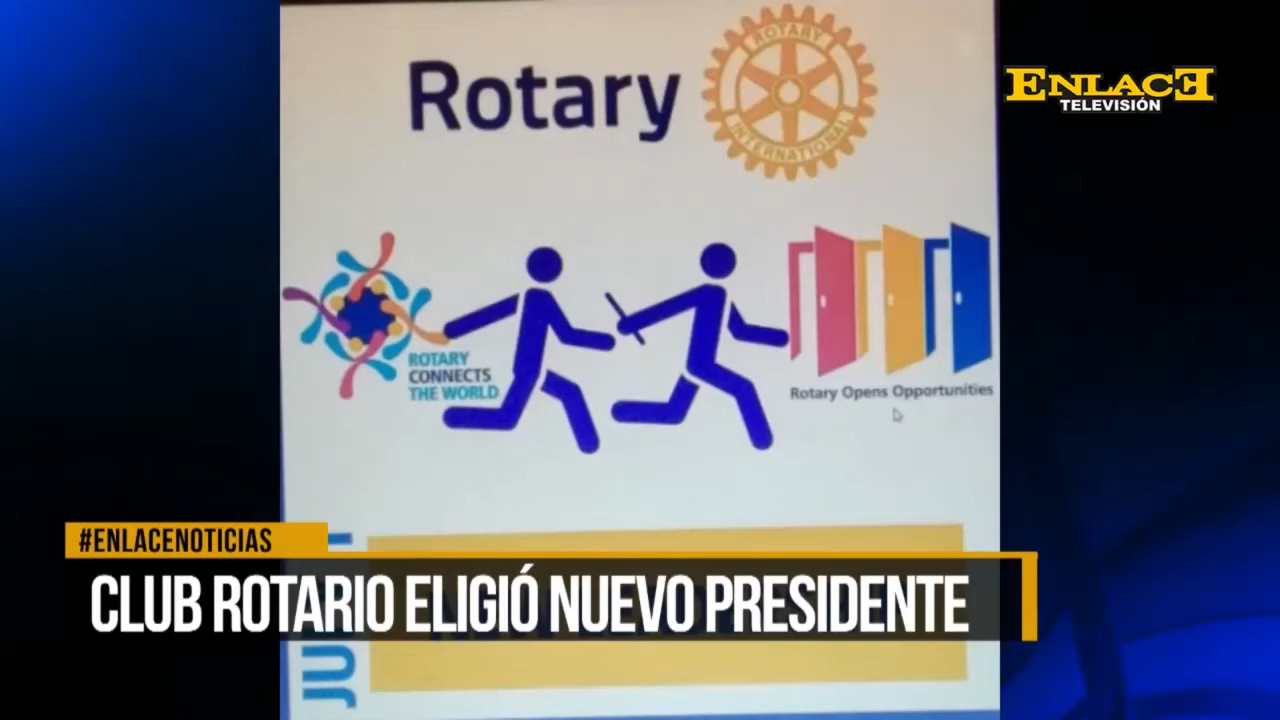 Rotary
ROTARY
INTERNATIONAL
ENLACE
TELEVISIÓN
ROTARY
CONNECTS
THE WORLD
Rotary Opens Opportunities
#ENLACENOTICIAS
CLUB ROTARIO ELIGIÓ NUEVO PRESIDENTE